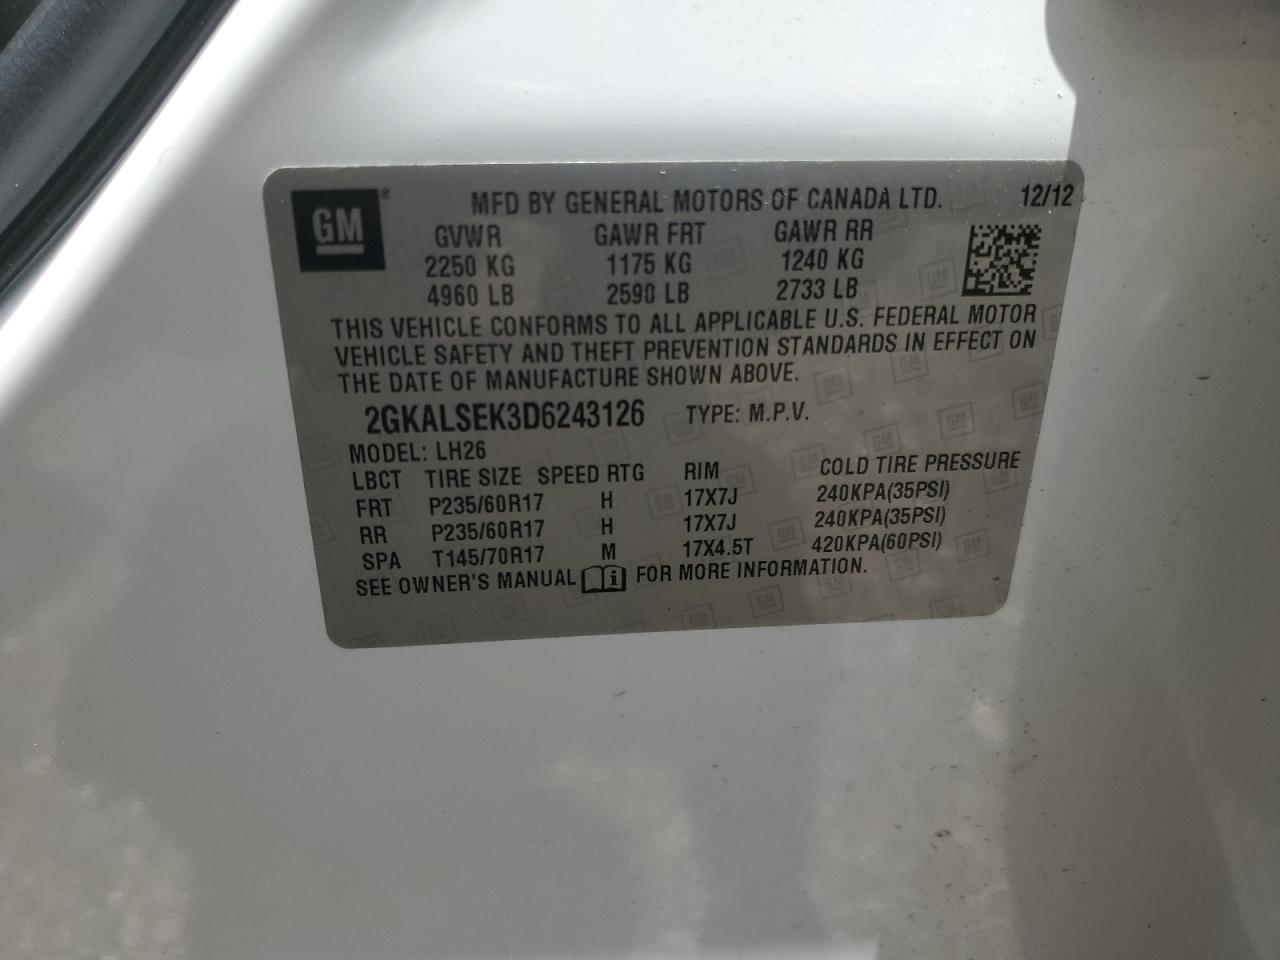 GM® MFD BY GENERAL MOTORS OF CANADA LTD. 12/12
GVWR GAWR FRT GAWR RR
2250 KG 1175 KG 1240 KG
4960 LB 2590 LB 2733 LB
THIS VEHICLE CONFORMS TO ALL APPLICABLE U.S. FEDERAL MOTOR
VEHICLE SAFETY AND THEFT PREVENTION STANDARDS IN EFFECT ON
THE DATE OF MANUFACTURE SHOWN ABOVE.
2GKALSEK3D6243126 TYPE: M.P.V.
MODEL: LH26
LBCT TIRE SIZE SPEED RTG RIM COLD TIRE PRESSURE
FRT P235/60R17 H 17X7J 240KPA(35PSI)
RR P235/60R17 H 17X7J 240KPA(35PSI)
SPA T145/70R17 M 17X4.5T 420KPA(60PSI)
SEE OWNER'S MANUAL i FOR MORE INFORMATION.